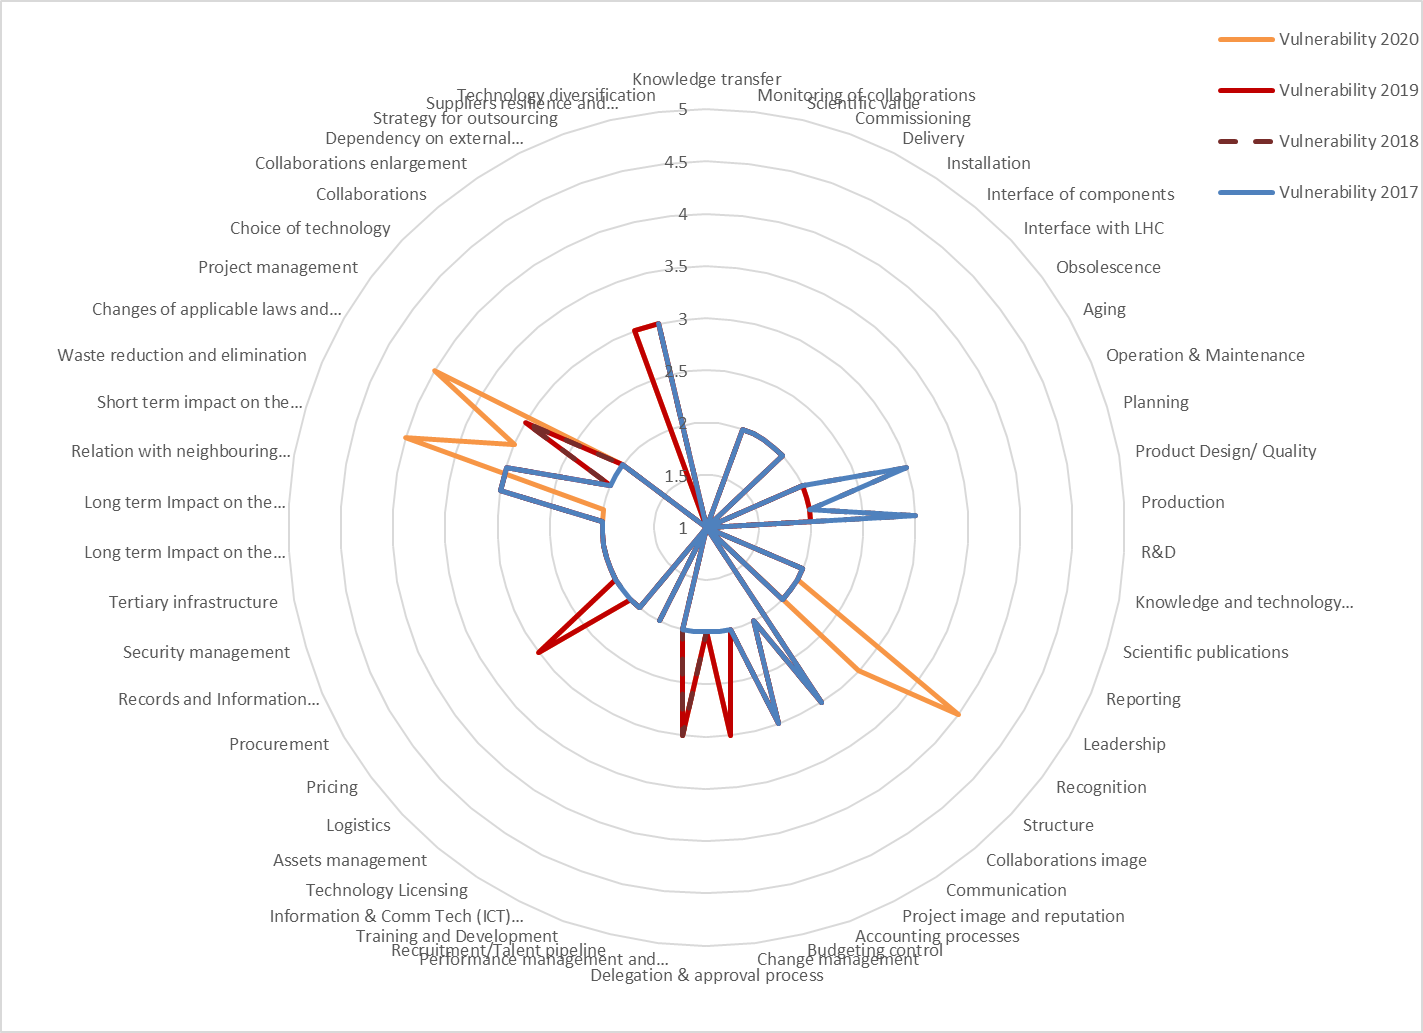 Vulnerability 2020
Vulnerability 2019
Vulnerability 2018
Vulnerability 2017
Knowledge transfer
Monitoring of collaborations
Scientific value
Commissioning
Delivery
Installation
Interface of components
Interface with LHC
Obsolescence
Aging
Operation & Maintenance
Planning
Product Design/ Quality
Production
R&D
Knowledge and technology...
Scientific publications
Reporting
Leadership
Recognition
Structure
Collaborations image
Communication
Project image and reputation
Accounting processes
Budgeting control
Change management
Delegation & approval process
Performance management and...
Recruitment/Talent pipeline
Training and Development
Information & Comm Tech (ICT)...
Technology Licensing
Assets management
Logistics
Pricing
Procurement
Records and Information...
Security management
Tertiary infrastructure
Long term Impact on the...
Long term Impact on the...
Relation with neighbouring...
Short term impact on the...
Waste reduction and elimination
Changes of applicable laws and...
Project management
Choice of technology
Collaborations
Collaborations enlargement
Dependency on external...
Strategy for outsourcing
Suppliers resilience and...
Technology diversification
5
4.5
4
3.5
3
2.5
2
1.5
1